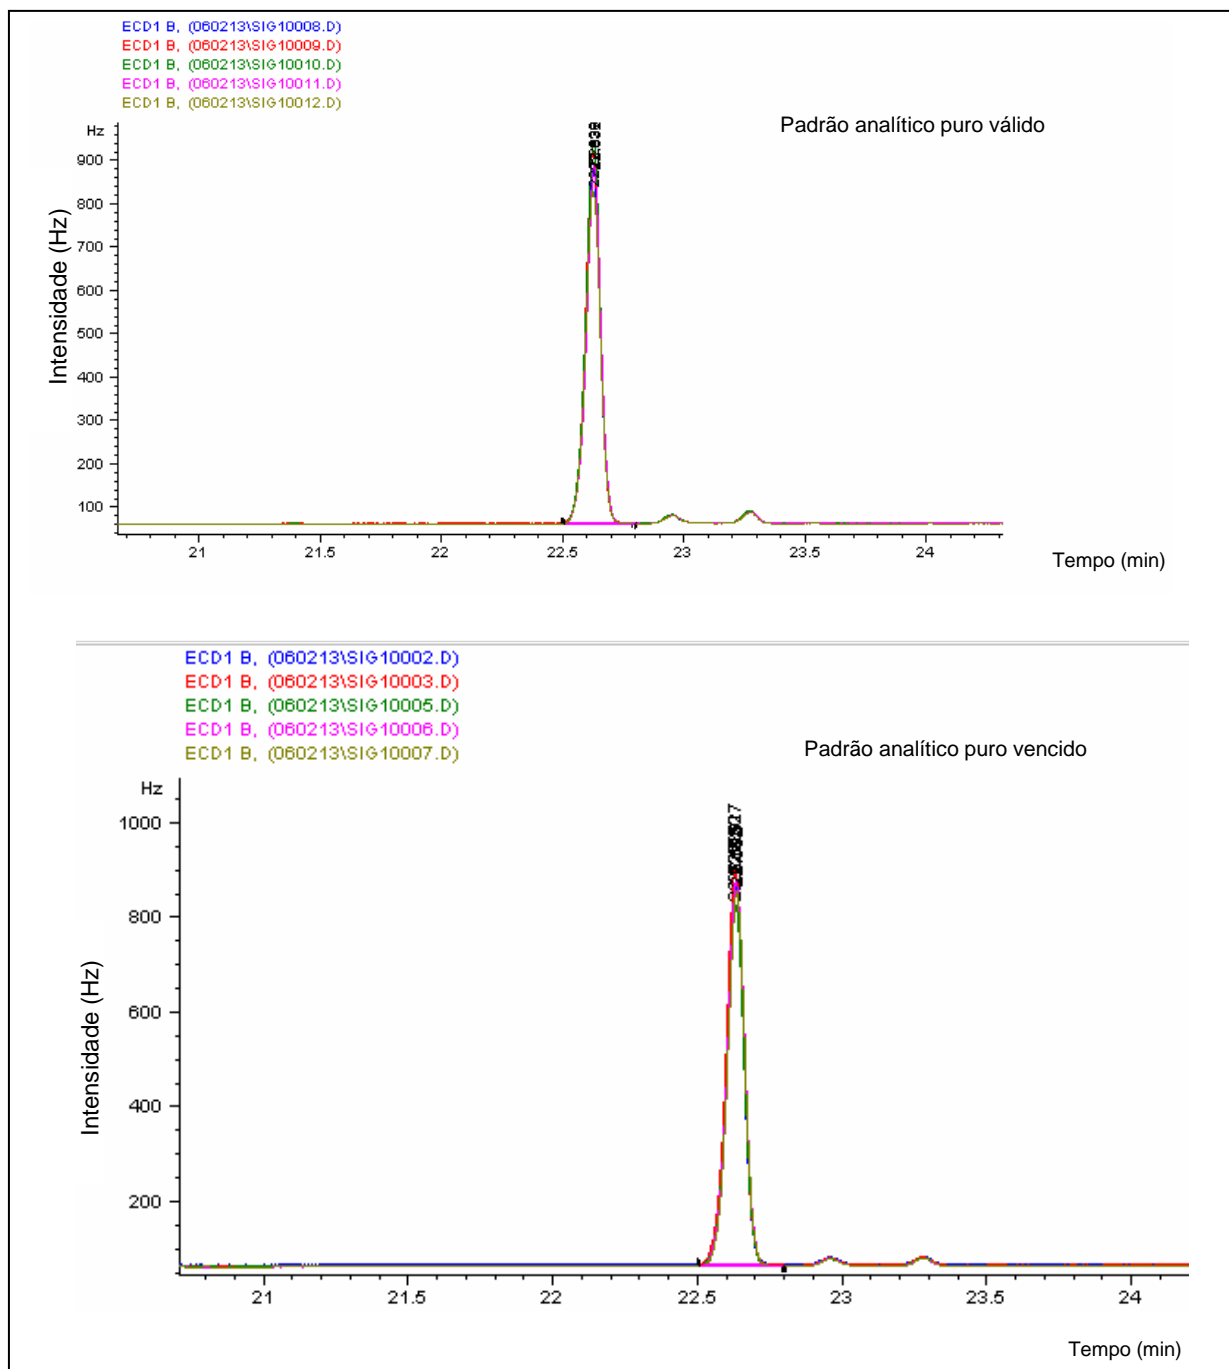 ECD1 B, (060213\SIG10008.D)
ECD1 B, (060213\SIG10009.D)
ECD1 B, (060213\SIG10010.D)
ECD1 B, (060213\SIG10011.D)
ECD1 B, (060213\SIG10012.D)
Padrão analítico puro válido
Hz
900
800
700
600
500
400
300
200
100
Intensidade (Hz)
21 21.5 22 22.5 23 23.5 24
Tempo (min)
ECD1 B, (060213\SIG10002.D)
ECD1 B, (060213\SIG10003.D)
ECD1 B, (060213\SIG10005.D)
ECD1 B, (060213\SIG10006.D)
ECD1 B, (060213\SIG10007.D)
Padrão analítico puro vencido
Hz
1000
800
600
400
200
Intensidade (Hz)
21 21.5 22 22.5 23 23.5 24
Tempo (min)